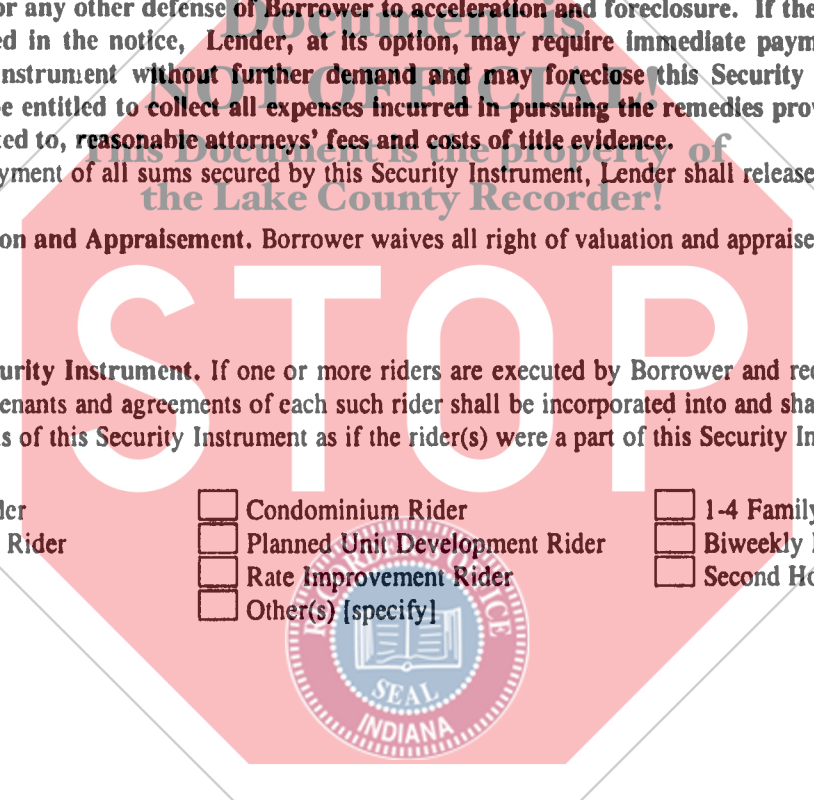 or any other defense of Borrower to acceleration and foreclosure. If the
Document is
ed in the notice, Lender, at its option, may require immediate paym
nstrument without further demand and may foreclose this Security
NOT OFFICIAL!
e entitled to collect all expenses incurred in pursuing the remedies prov
ted to, reasonable attorneys' fees and costs of title evidence.
This Document is the property of
yment of all sums secured by this Security Instrument, Lender shall release
the Lake County Recorder!
on and Appraisement. Borrower waives all right of valuation and appraise
STOP
urity Instrument. If one or more riders are executed by Borrower and rec
enants and agreements of each such rider shall be incorporated into and sha
s of this Security Instrument as if the rider(s) were a part of this Security In
der Condominium Rider 1-4 Family
Rider Planned Unit Development Rider Biweekly
Rate Improvement Rider Second Ho
Other(s) [specify]
RECORDER'S OFFICE
SEAL
INDIANA